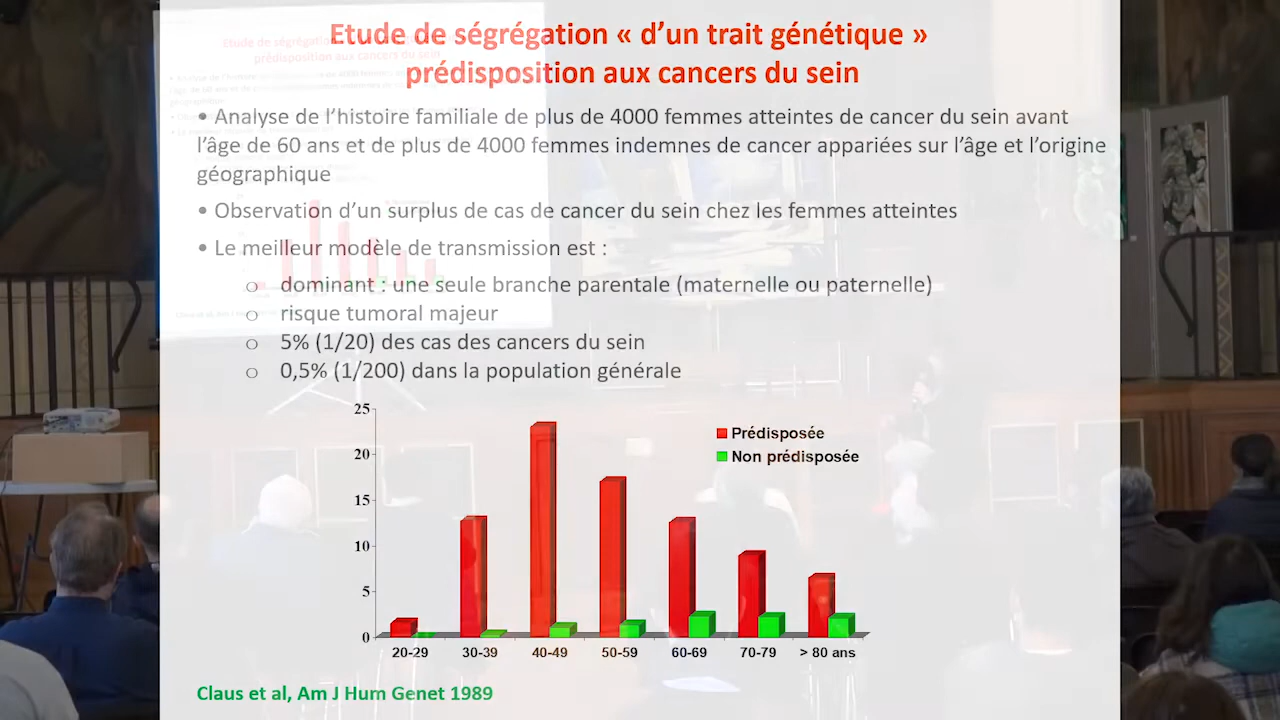 Etude de ségrégation « d’un trait génétique »
prédisposition aux cancers du sein
• Analyse de l’histoire familiale de plus de 4000 femmes atteintes de cancer du sein avant
l’âge de 60 ans et de plus de 4000 femmes indemnes de cancer appariées sur l’âge et l’origine
géographique
• Observation d’un surplus de cas de cancer du sein chez les femmes atteintes
• Le meilleur modèle de transmission est :
o dominant : une seule branche parentale (maternelle ou paternelle)
o risque tumoral majeur
o 5% (1/20) des cas des cancers du sein
o 0,5% (1/200) dans la population générale
25
20
15
10
5
0
Prédisposée
Non prédisposée
20-29 30-39 40-49 50-59 60-69 70-79 > 80 ans
Claus et al, Am J Hum Genet 1989